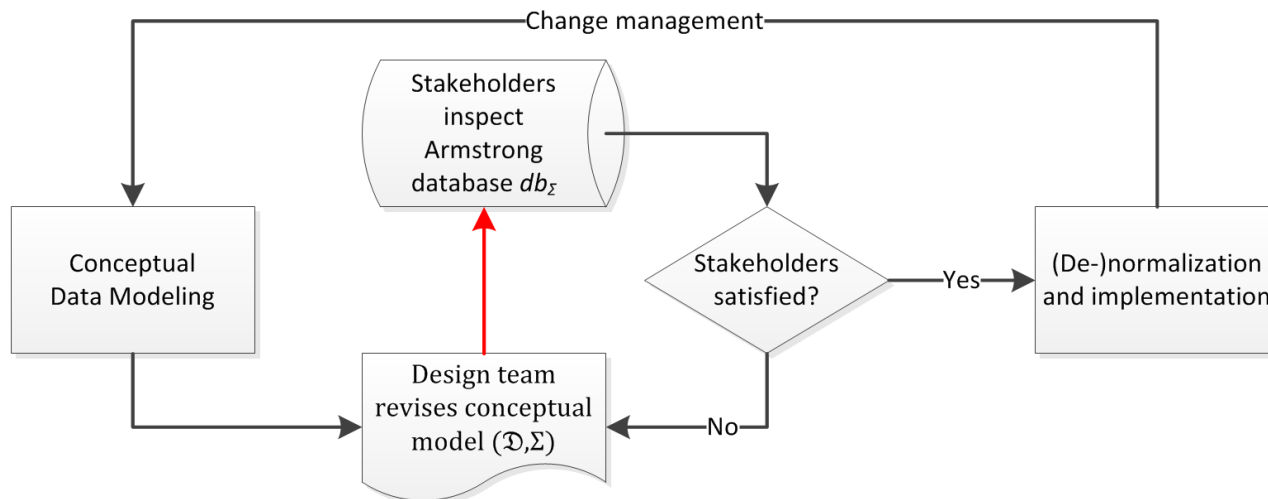 Change management
Stakeholders
inspect
Armstrong
database db_Σ
Conceptual
Data Modeling
Stakeholders
satisfied?
Yes
(De-)normalization
and implementation
Design team
revises conceptual
model (𝔇,Σ)
No